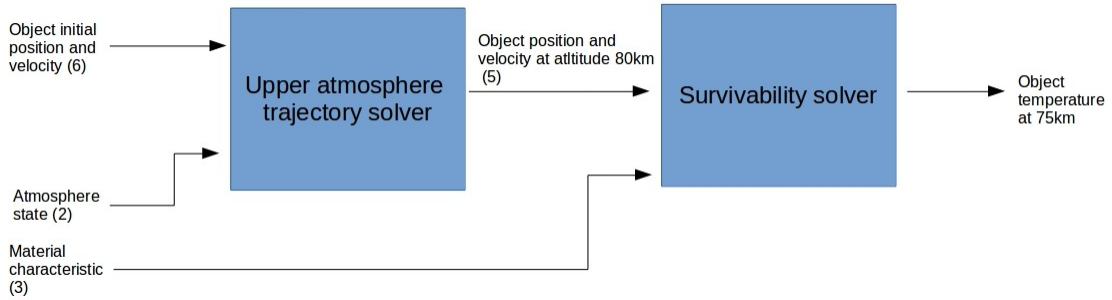 Object initial
position and
velocity (6)
Upper atmosphere
trajectory solver
Object position and
velocity at atltitude 80km
(5)
Survivability solver
Object
temperature
at 75km
Atmosphere
state (2)
Material
characteristic
(3)